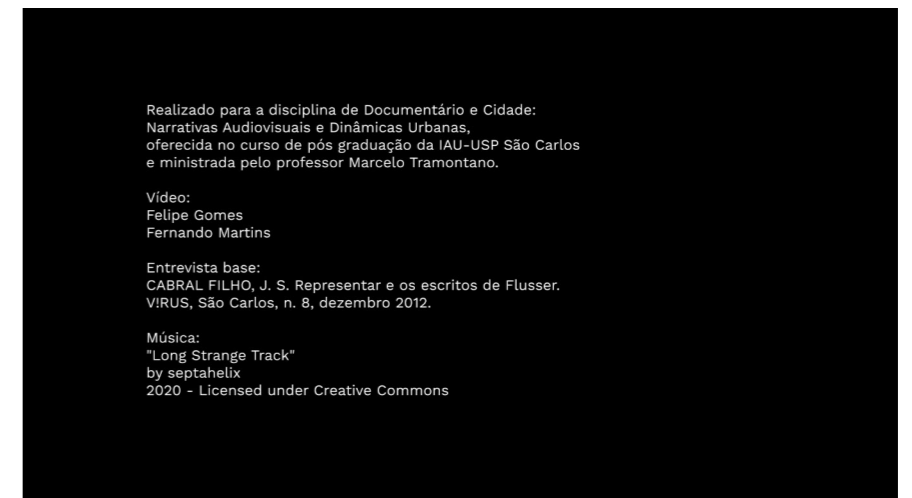 Realizado para a disciplina de Documentário e Cidade:
Narrativas Audiovisuais e Dinâmicas Urbanas,
oferecida no curso de pós graduação da IAU-USP São Carlos
e ministrada pelo professor Marcelo Tramontano.
Vídeo:
Felipe Gomes
Fernando Martins
Entrevista base:
CABRAL FILHO, J. S. Representar e os escritos de Flusser.
V!RUS, São Carlos, n. 8, dezembro 2012.
Música:
"Long Strange Track"
by septahelix
2020 - Licensed under Creative Commons